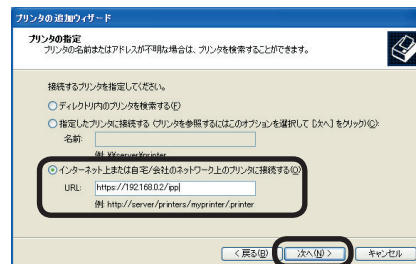 プリンタの追加ウィザード
プリンタの指定
プリンタの名前またはアドレスが不明な場合は、プリンタを検索することができます。
接続するプリンタを指定してください。
ディレクトリ内のプリンタを検索する(F)
指定したプリンタに接続する (プリンタを参照するにはこのオプションを選択して [次へ] をクリック)(C):
名前:
例: ¥¥server¥printer
インターネット上または自宅/会社のネットワーク上のプリンタに接続する(O):
URL: https://192.168.0.2/ipp
例: http://server/printers/myprinter/.printer
< 戻る(B) 次へ(N) > キャンセル